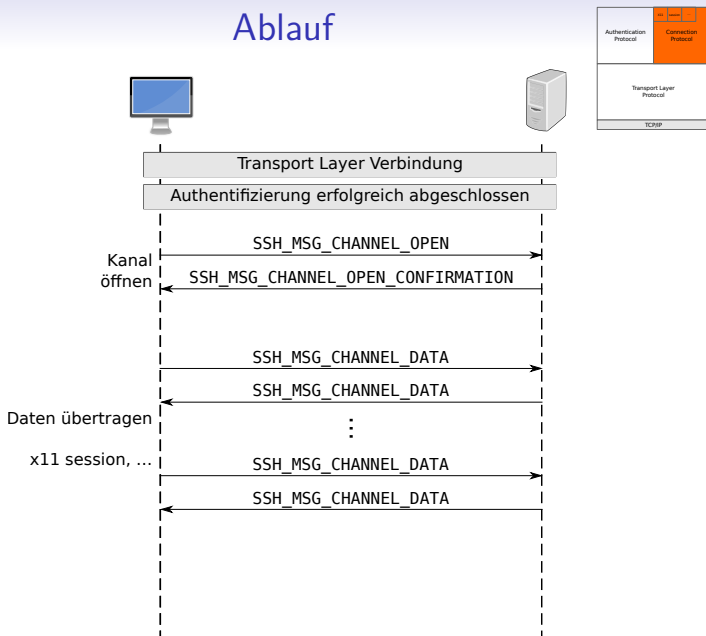 Ablauf
Authentication
Protocol
Connection
Protocol
Transport Layer
Protocol
TCP/IP
Transport Layer Verbindung
Authentifizierung erfolgreich abgeschlossen
Kanal
öffnen
SSH_MSG_CHANNEL_OPEN
SSH_MSG_CHANNEL_OPEN_CONFIRMATION
SSH_MSG_CHANNEL_DATA
SSH_MSG_CHANNEL_DATA
Daten übertragen
⋮
x11 session, ...
SSH_MSG_CHANNEL_DATA
SSH_MSG_CHANNEL_DATA